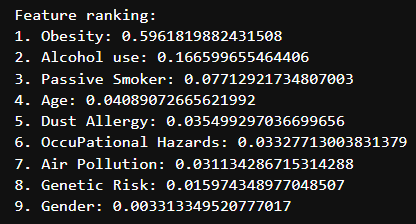 Feature ranking:
1. Obesity: 0.5961819882431508
2. Alcohol use: 0.166599655464406
3. Passive Smoker: 0.07712921734807003
4. Age: 0.04089072665621992
5. Dust Allergy: 0.035499297036699656
6. OccuPational Hazards: 0.03327713003831379
7. Air Pollution: 0.031134286715314288
8. Genetic Risk: 0.015974348977048507
9. Gender: 0.003313349520777017